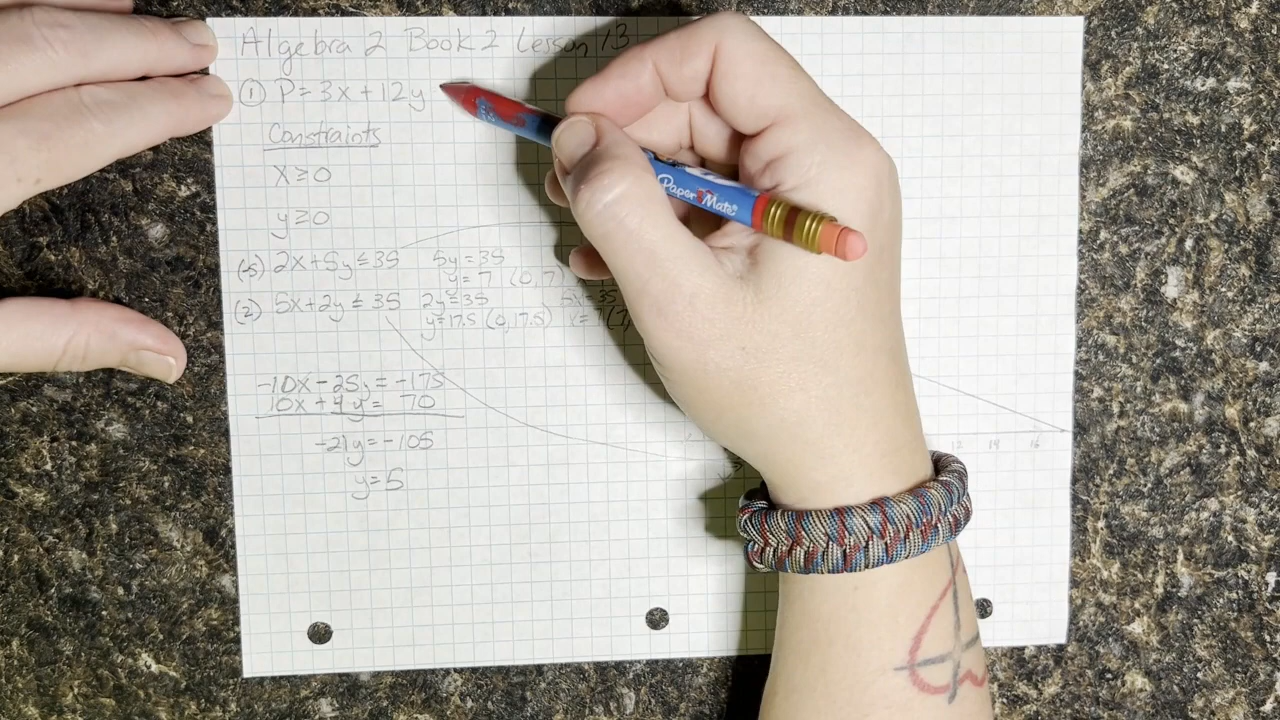 Algebra 2 Book 2 Lesson 13
① P=3x+12y
Constraints
x≥0
y≥0
(-5) 2x+5y≤35 5y=35
y=7 (0,7)
(2) 5x+2y≤35 2y=35 5x=35
y=17.5 (0,17.5) x=7 (7,
-10x-25y=-175
10x+4y=70
-21y=-105
y=5
12 14 16
Paper Mate